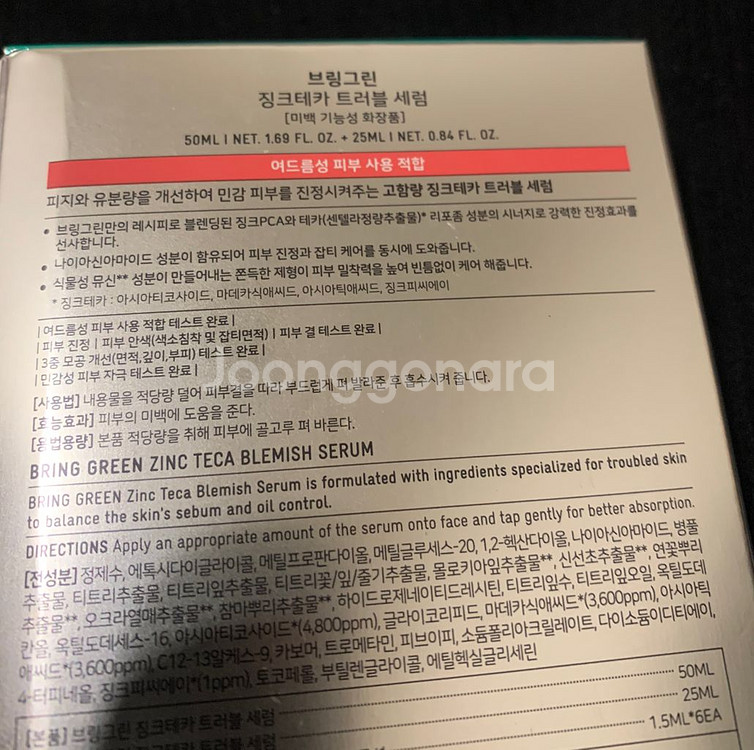 브링그린
징크테카 트러블 세럼
[미백 기능성 화장품]
50ML I NET. 1.69 FL. OZ. + 25ML I NET. 0.84 FL. OZ.
여드름성 피부 사용 적합
피지와 유분량을 개선하여 민감 피부를 진정시켜주는 고함량 징크테카 트러블 세럼
• 브링그린만의 레시피로 블렌딩된 징크PCA와 테카(센텔라정량추출물)* 리포좀 성분의 시너지로 강력한 진정효과를
선사합니다.
• 나이아신아마이드 성분이 함유되어 피부 진정과 잡티 케어를 동시에 도와줍니다.
• 식물성 뮤신** 성분이 만들어내는 쫀득한 제형이 피부 밀착력을 높여 빈틈없이 케어 해줍니다.
* 징크테카 : 아시아티코사이드, 마데카식애씨드, 아시아틱애씨드, 징크피씨에이
| 여드름성 피부 사용 적합 테스트 완료 |
| 피부 진정 | 피부 안색(색소침착 및 잡티면적) | 피부 결 테스트 완료 |
| 3중 모공 개선(면적,깊이,부피) 테스트 완료 |
| 민감성 피부 자극 테스트 완료 |
Joonggonara
[사용법] 내용물을 적당량 덜어 피부결을 따라 부드럽게 펴 발라준 후 흡수시켜 줍니다.
[효능효과] 피부의 미백에 도움을 준다.
[용법용량] 본품 적당량을 취해 피부에 골고루 펴 바른다.
BRING GREEN ZINC TECA BLEMISH SERUM
BRING GREEN Zinc Teca Blemish Serum is formulated with ingredients specialized for troubled skin
to balance the skin's sebum and oil control.
DIRECTIONS Apply an appropriate amount of the serum onto face and tap gently for better absorption.
[전성분] 정제수, 에톡시다이글라이콜, 메틸프로판다이올, 메틸글루세스-20, 1,2-헥산다이올, 나이아신아마이드, 병풀
추출물, 티트리추출물, 티트리잎추출물, 티트리꽃/잎/줄기추출물, 몰로키아잎추출물**, 신선초추출물**, 연꽃뿌리
추출물**, 오크라열매추출물**, 참마뿌리추출물**, 하이드로제네이티드레시틴, 티트리잎수, 티트리잎오일, 옥틸도데
칸올, 옥틸도데세스-16, 아시아티코사이드*(4,800ppm), 글라이코리피드, 마데카식애씨드*(3,600ppm), 아시아틱
애씨드*(3,600ppm), C12-13알케스-9, 카보머, 트로메타민, 피브이피, 소듐폴리아크릴레이트, 다이소듐이디티에이,
4-터피네올, 징크피씨에이*(1ppm), 토코페롤, 부틸렌글라이콜, 에틸헥실글리세린
[본품] 브링그린 징크테카 트러블 세럼 50ML
25ML
1.5ML*6EA